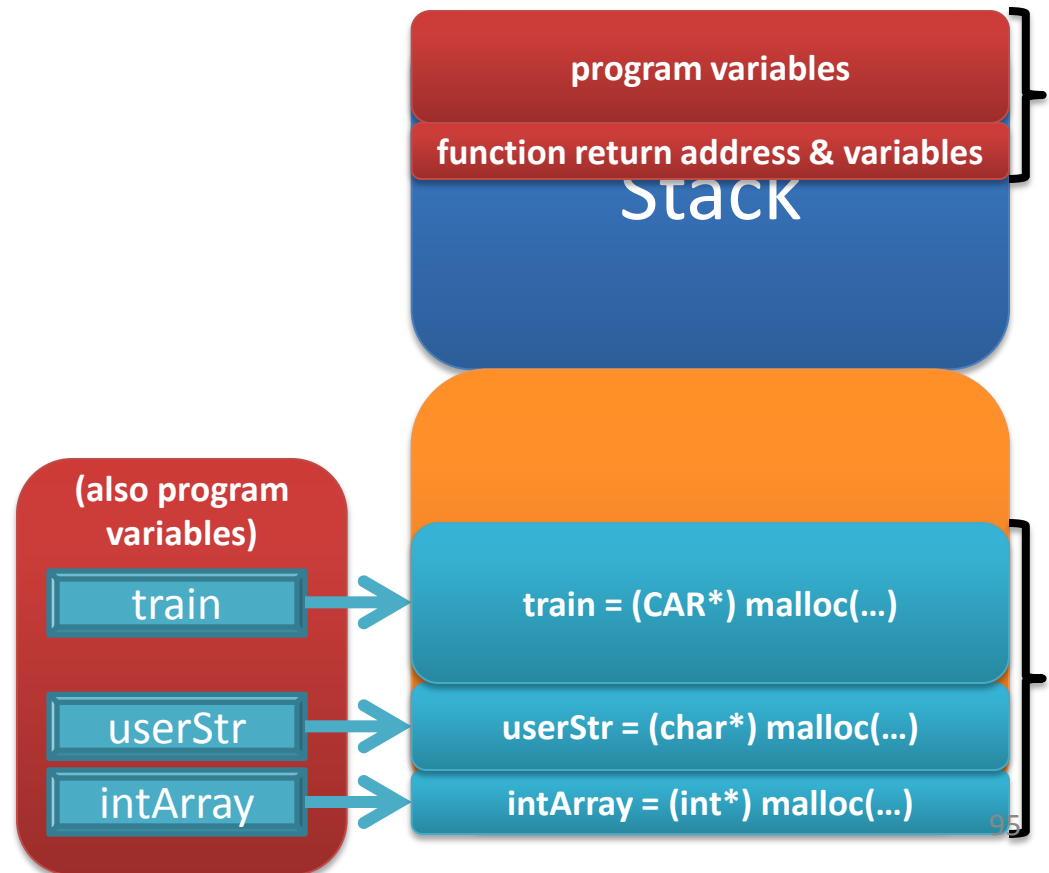 program variables
function return address & variables
Stack
(also program
variables)
train
train = (CAR*) malloc(…)
userStr
userStr = (char*) malloc(…)
intArray
intArray = (int*) malloc(…)
95